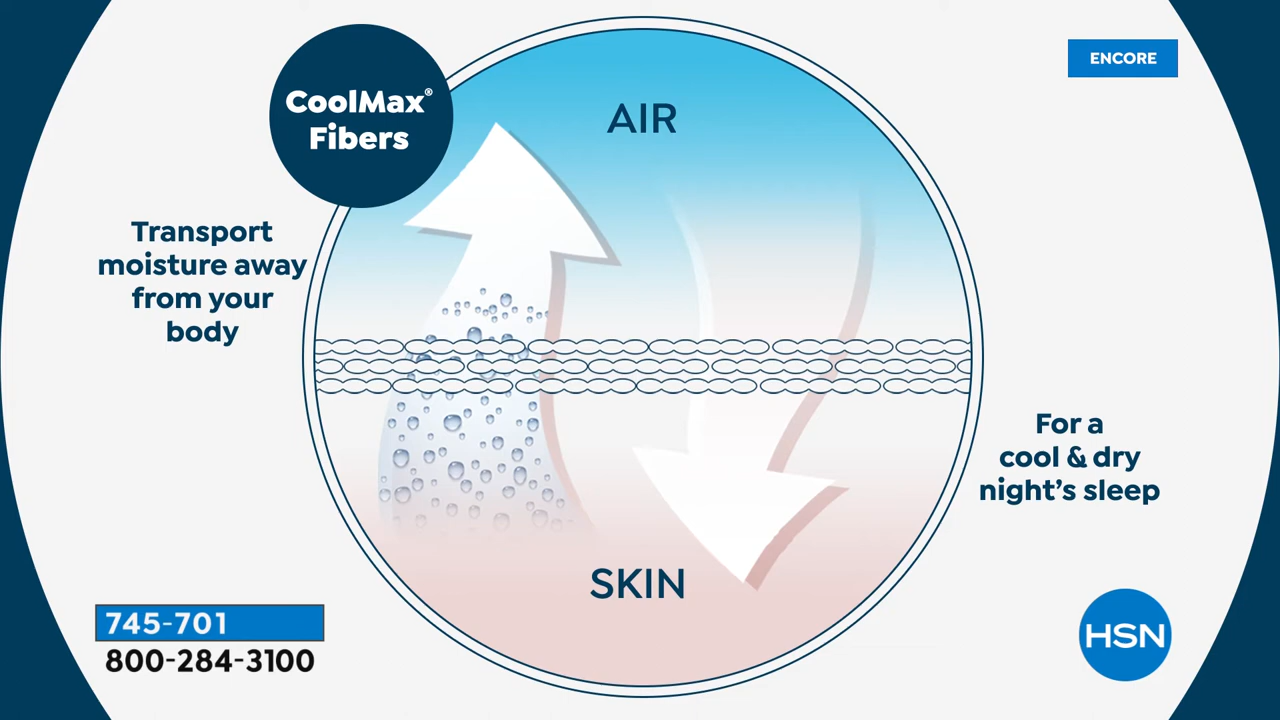 CoolMax®
Fibers
ENCORE
AIR
Transport
moisture away
from your
body
For a
cool & dry
night's sleep
SKIN
745-701
800-284-3100
HSN